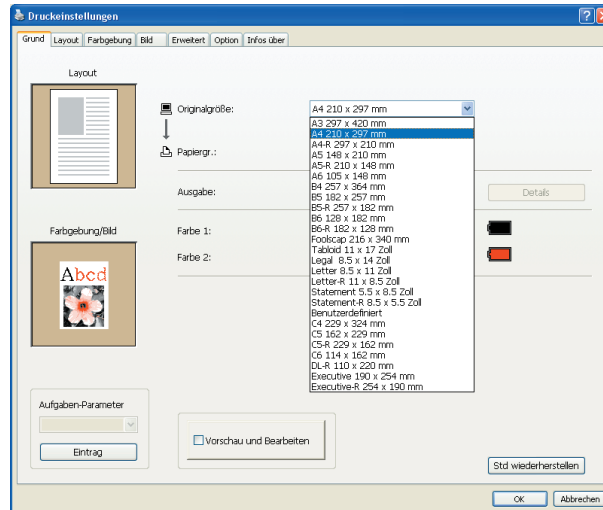 Druckeinstellungen
Grund Layout Farbgebung Bild Erweitert Option Infos über
Layout
Originalgröße:
A4 210 x 297 mm
Papiergr.:
A3 297 x 420 mm
A4 210 x 297 mm
A4-R 297 x 210 mm
A5 148 x 210 mm
A5-R 210 x 148 mm
A6 105 x 148 mm
B4 257 x 364 mm
B5 182 x 257 mm
B5-R 257 x 182 mm
B6 128 x 182 mm
B6-R 182 x 128 mm
Foolscap 216 x 340 mm
Tabloid 11 x 17 Zoll
Legal 8.5 x 14 Zoll
Letter 8.5 x 11 Zoll
Letter-R 11 x 8.5 Zoll
Statement 5.5 x 8.5 Zoll
Statement-R 8.5 x 5.5 Zoll
Benutzerdefiniert
C4 229 x 324 mm
C5 162 x 229 mm
C5-R 229 x 162 mm
C6 114 x 162 mm
DL-R 110 x 220 mm
Executive 190 x 254 mm
Executive-R 254 x 190 mm
Ausgabe:
Details
Farbgebung/Bild
Abcd
Farbe 1:
Farbe 2:
Aufgaben-Parameter
Eintrag
Vorschau und Bearbeiten
Std wiederherstellen
OK Abbrechen